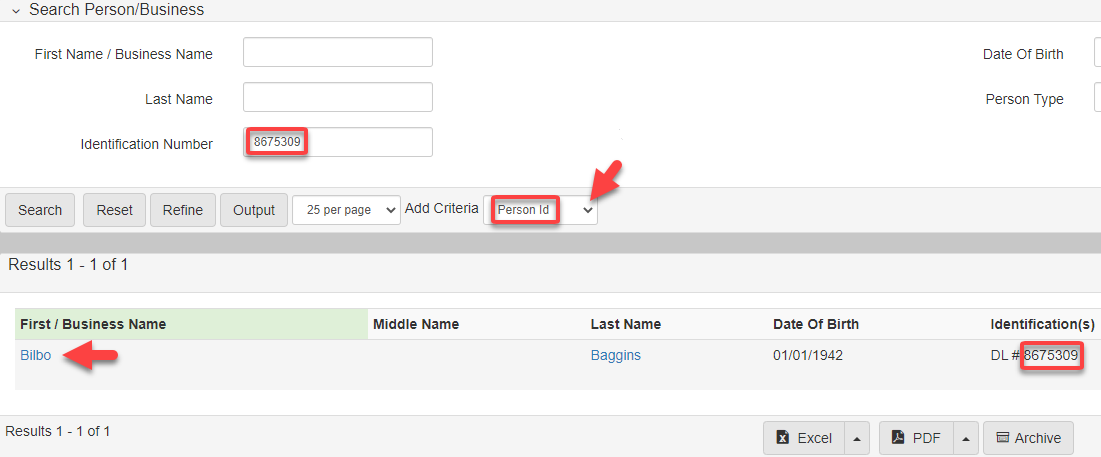 Search Person/Business
First Name / Business Name
Date Of Birth
Last Name
Person Type
Identification Number 8675309
Search Reset Refine Output 25 per page Add Criteria Person Id
Results 1 - 1 of 1
First / Business Name Middle Name Last Name Date Of Birth Identification(s)
Bilbo Baggins 01/01/1942 DL # 8675309
Results 1 - 1 of 1
Excel PDF Archive